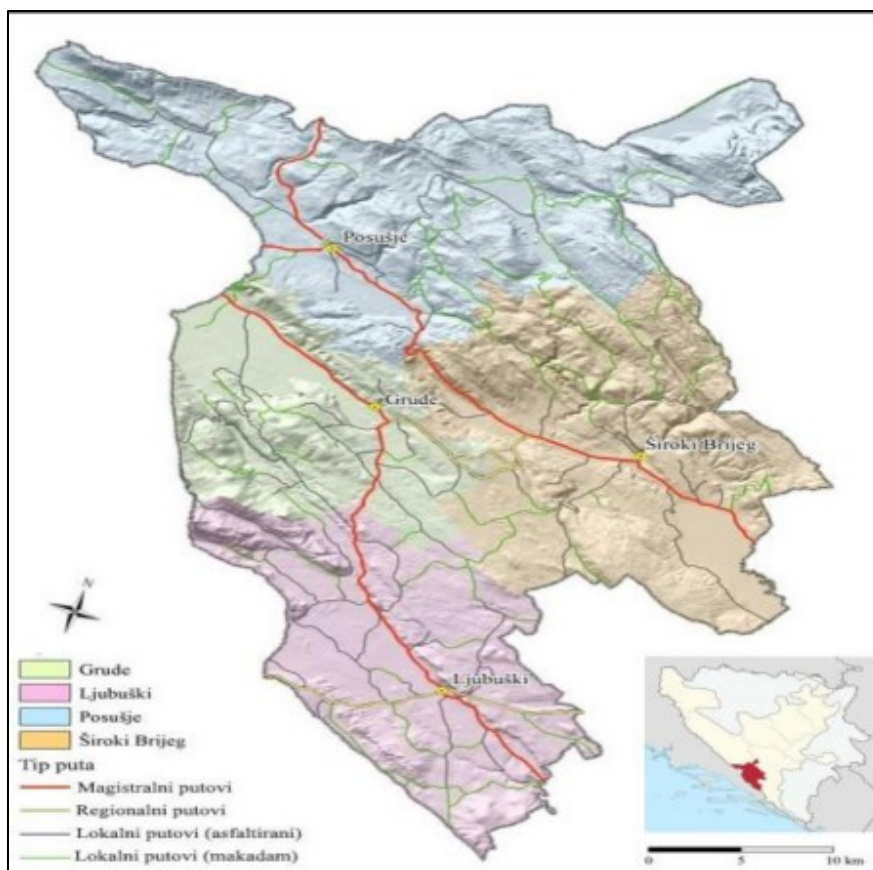 Posušje
Grude
Široki Brijeg
Ljubuški
N
Grude
Ljubuški
Posušje
Široki Brijeg
Tip puta
Magistralni putovi
Regionalni putovi
Lokalni putovi (asfaltirani)
Lokalni putovi (makadam)
0 5 10 km